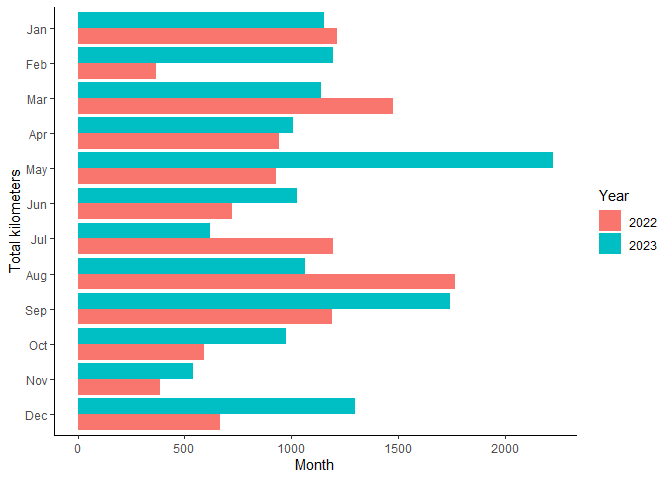 Jan
Feb
Mar
Apr
May
Jun
Jul
Aug
Sep
Oct
Nov
Dec
Total kilometers
0 500 1000 1500 2000
Month
Year
2022
2023